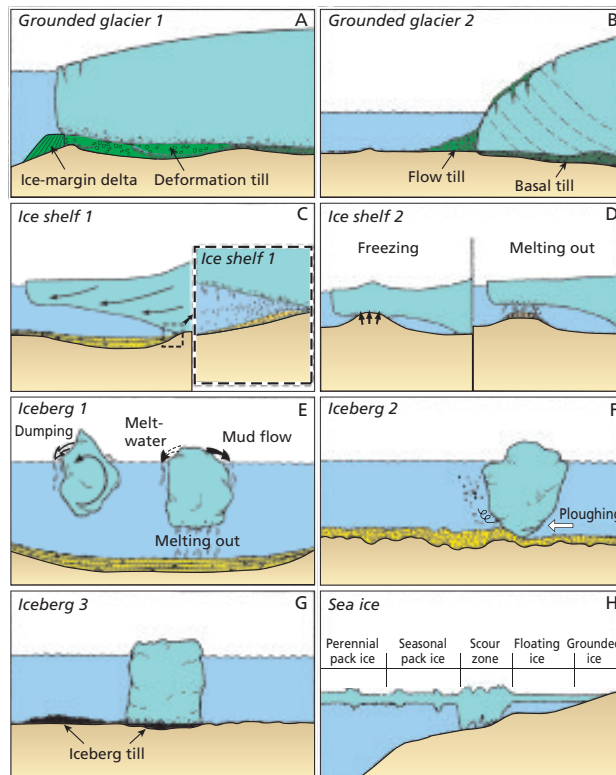 Grounded glacier 1
A
Ice-margin delta
Deformation till
Grounded glacier 2
B
Flow till
Basal till
Ice shelf 1
C
Ice shelf 1
Ice shelf 2
D
Freezing
Melting out
Iceberg 1
E
Dumping
Melt-
water
Mud flow
Melting out
Iceberg 2
F
Ploughing
Iceberg 3
G
Iceberg till
Sea ice
H
Perennial
pack ice
Seasonal
pack ice
Scour
zone
Floating
ice
Grounded
ice